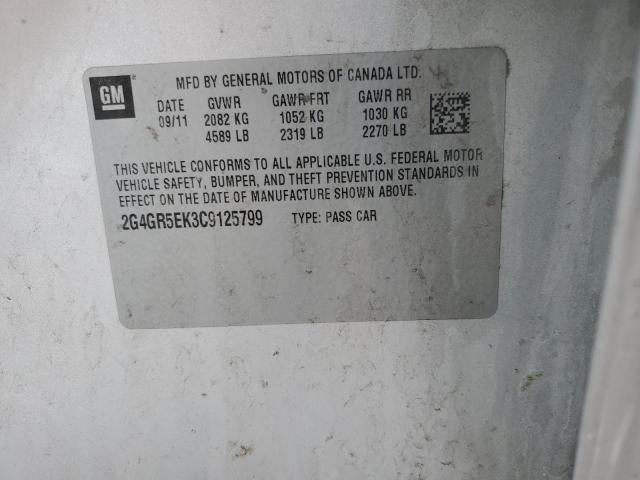 GM
MFD BY GENERAL MOTORS OF CANADA LTD.
DATE GVWR GAWR FRT GAWR RR
09/11 2082 KG 1052 KG 1030 KG
4589 LB 2319 LB 2270 LB
THIS VEHICLE CONFORMS TO ALL APPLICABLE U.S. FEDERAL MOTOR
VEHICLE SAFETY, BUMPER, AND THEFT PREVENTION STANDARDS IN
EFFECT ON THE DATE OF MANUFACTURE SHOWN ABOVE.
2G4GR5EK3C9125799 TYPE: PASS CAR